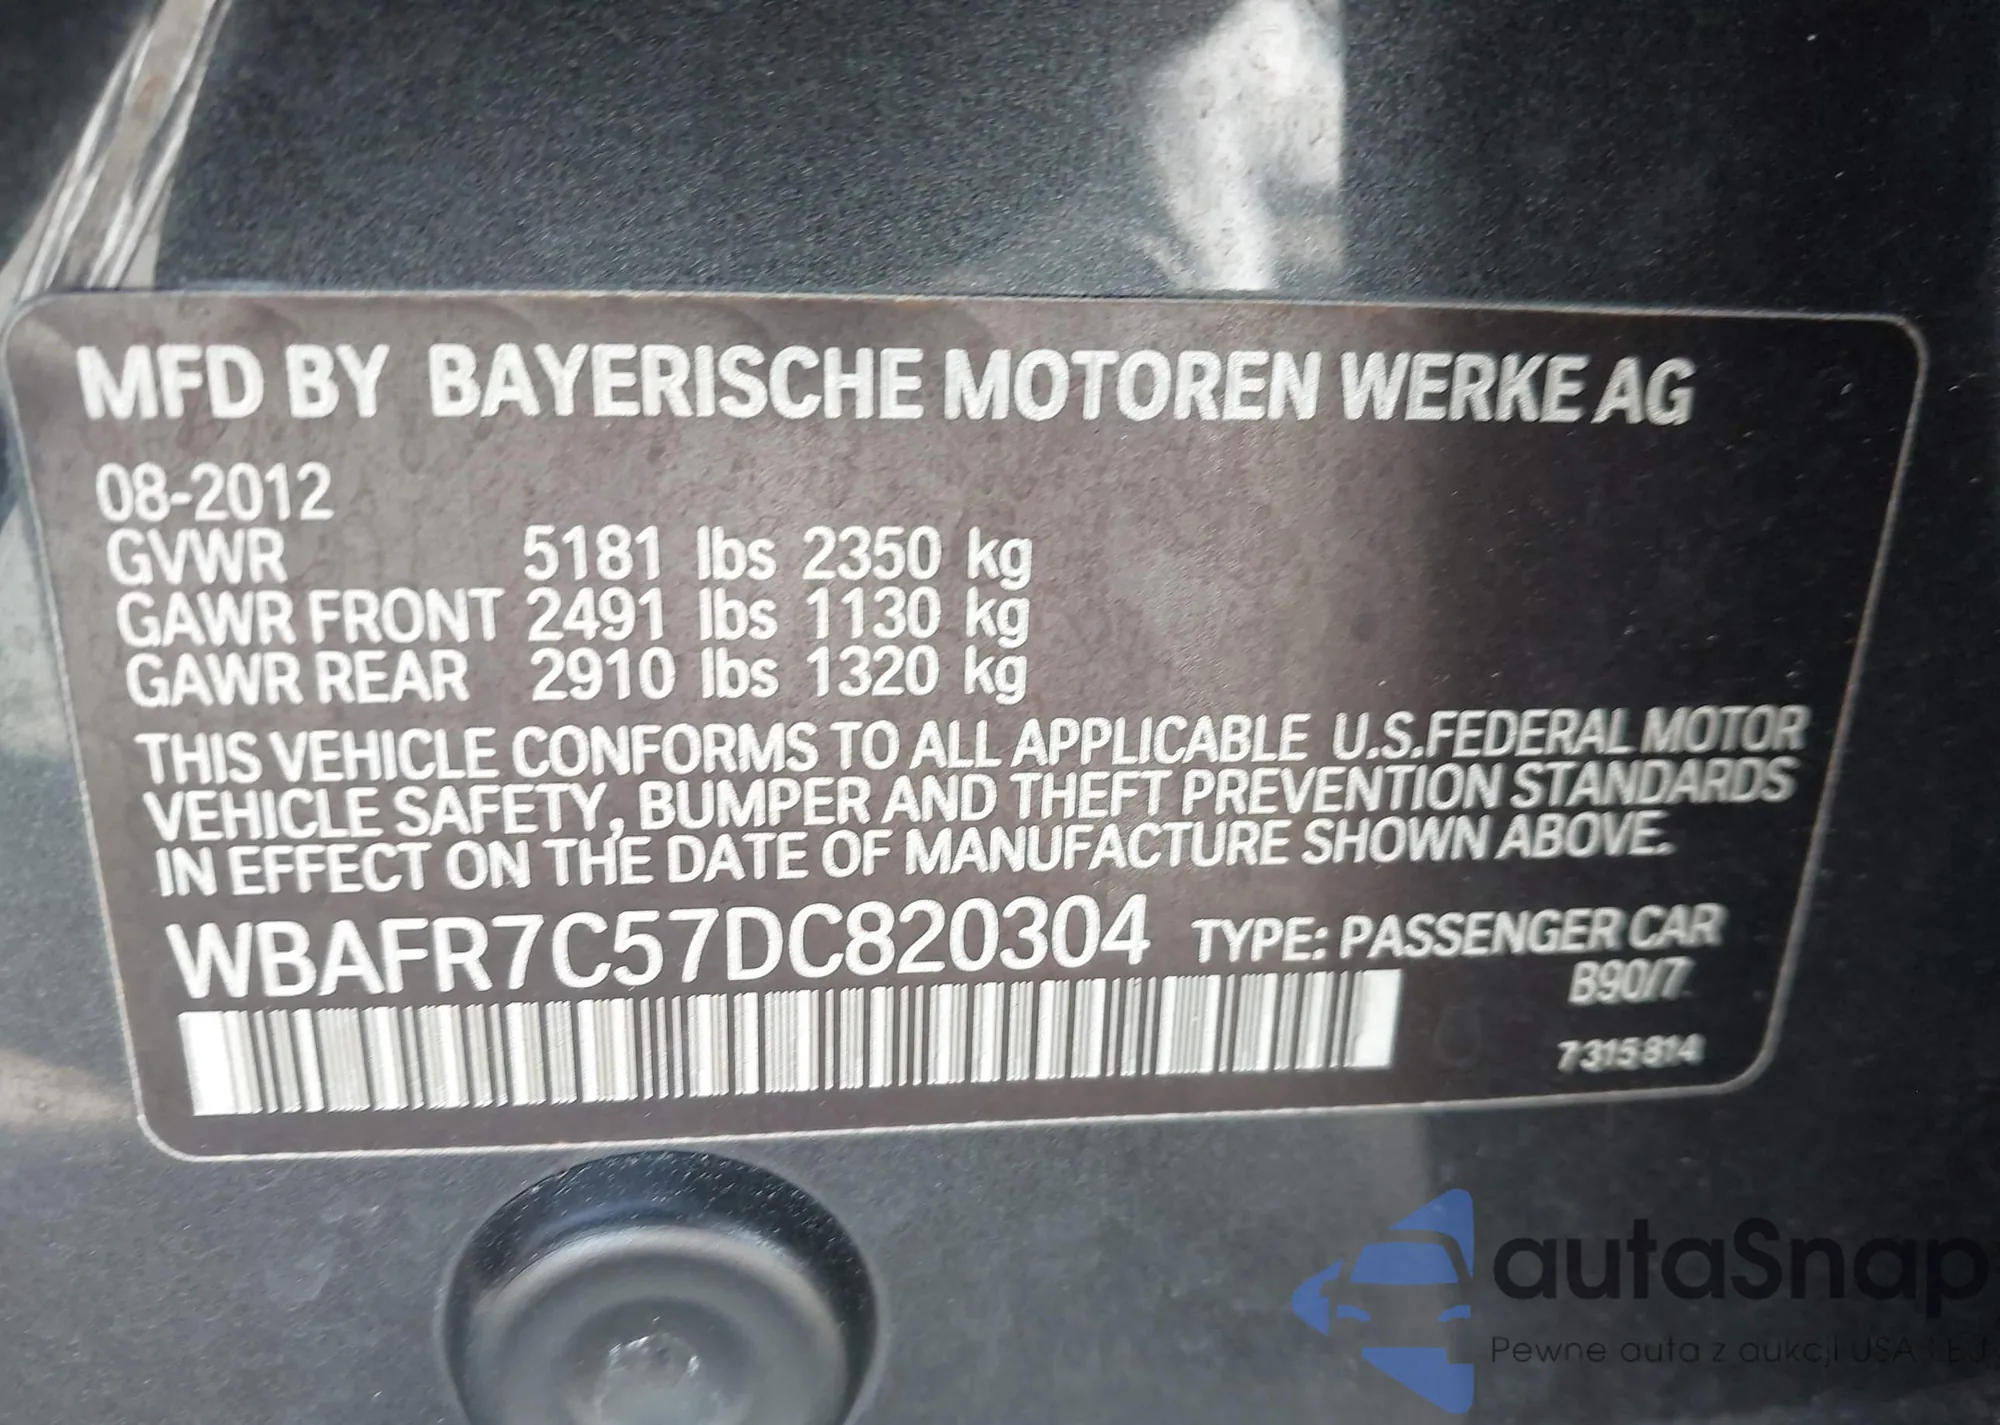 MFD BY BAYERISCHE MOTOREN WERKE AG
08-2012
GVWR 5181 lbs 2350 kg
GAWR FRONT 2491 lbs 1130 kg
GAWR REAR 2910 lbs 1320 kg
THIS VEHICLE CONFORMS TO ALL APPLICABLE U.S.FEDERAL MOTOR
VEHICLE SAFETY, BUMPER AND THEFT PREVENTION STANDARDS
IN EFFECT ON THE DATE OF MANUFACTURE SHOWN ABOVE.
WBAFR7C57DC820304 TYPE: PASSENGER CAR
B90/7
7315814
autaSnap
Pewne auta z aukcji USA i EJ